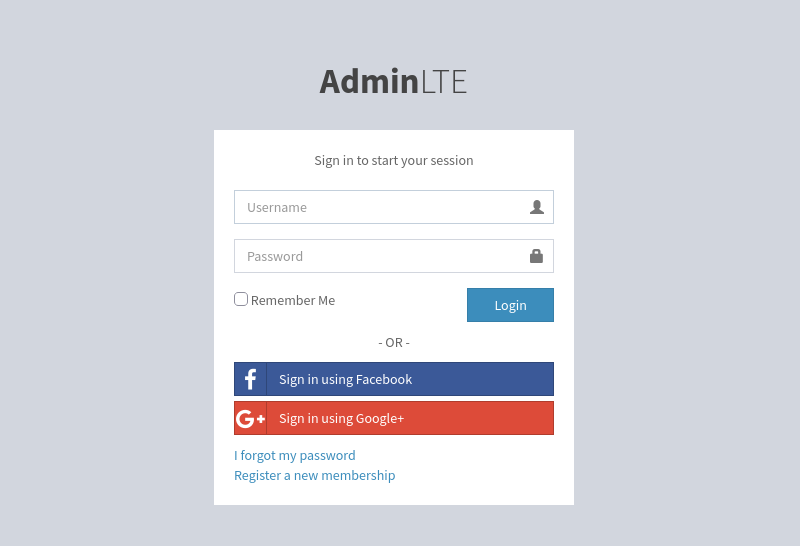 AdminLTE
Sign in to start your session
Username
Password
Remember Me
Login
- OR -
Sign in using Facebook
Sign in using Google+
I forgot my password
Register a new membership